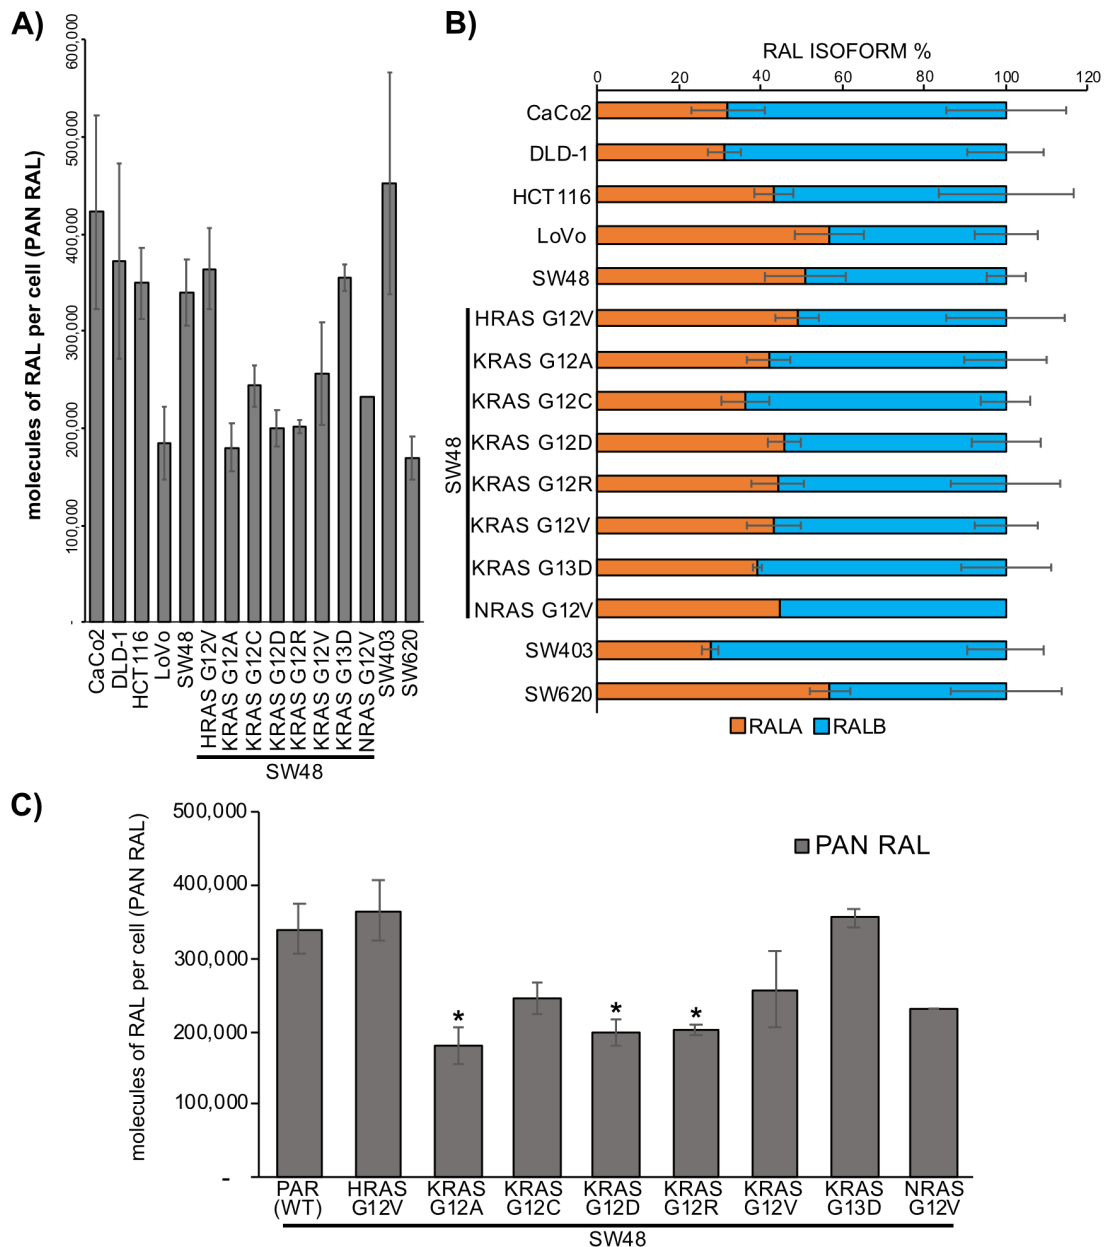 A)
molecules of RAL per cell (PAN RAL)
600,000
500,000
400,000
300,000
200,000
100,000
-
CaCo2
DLD-1
HCT116
LoVo
SW48
HRAS G12V
KRAS G12A
KRAS G12C
KRAS G12D
KRAS G12R
KRAS G12V
KRAS G13D
NRAS G12V
SW403
SW620
SW48
B)
RAL ISOFORM %
0 20 40 60 80 100 120
CaCo2
DLD-1
HCT116
LoVo
SW48
HRAS G12V
KRAS G12A
KRAS G12C
KRAS G12D
KRAS G12R
KRAS G12V
KRAS G13D
NRAS G12V
SW403
SW620
SW48
RALA RALB
C)
molecules of RAL per cell (PAN RAL)
500,000
400,000
300,000
200,000
100,000
-
PAN RAL
* * *
PAR HRAS KRAS KRAS KRAS KRAS KRAS KRAS NRAS
(WT) G12V G12A G12C G12D G12R G12V G13D G12V
SW48